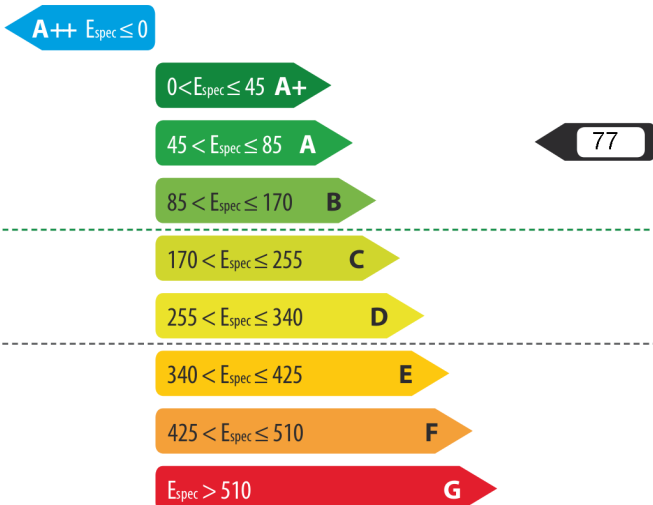 A++ Espec ≤ 0
0<Espec ≤ 45 A+
45 < Espec ≤ 85 A
77
85 < Espec ≤ 170 B
170 < Espec ≤ 255 C
255 < Espec ≤ 340 D
340 < Espec ≤ 425 E
425 < Espec ≤ 510 F
Espec > 510 G